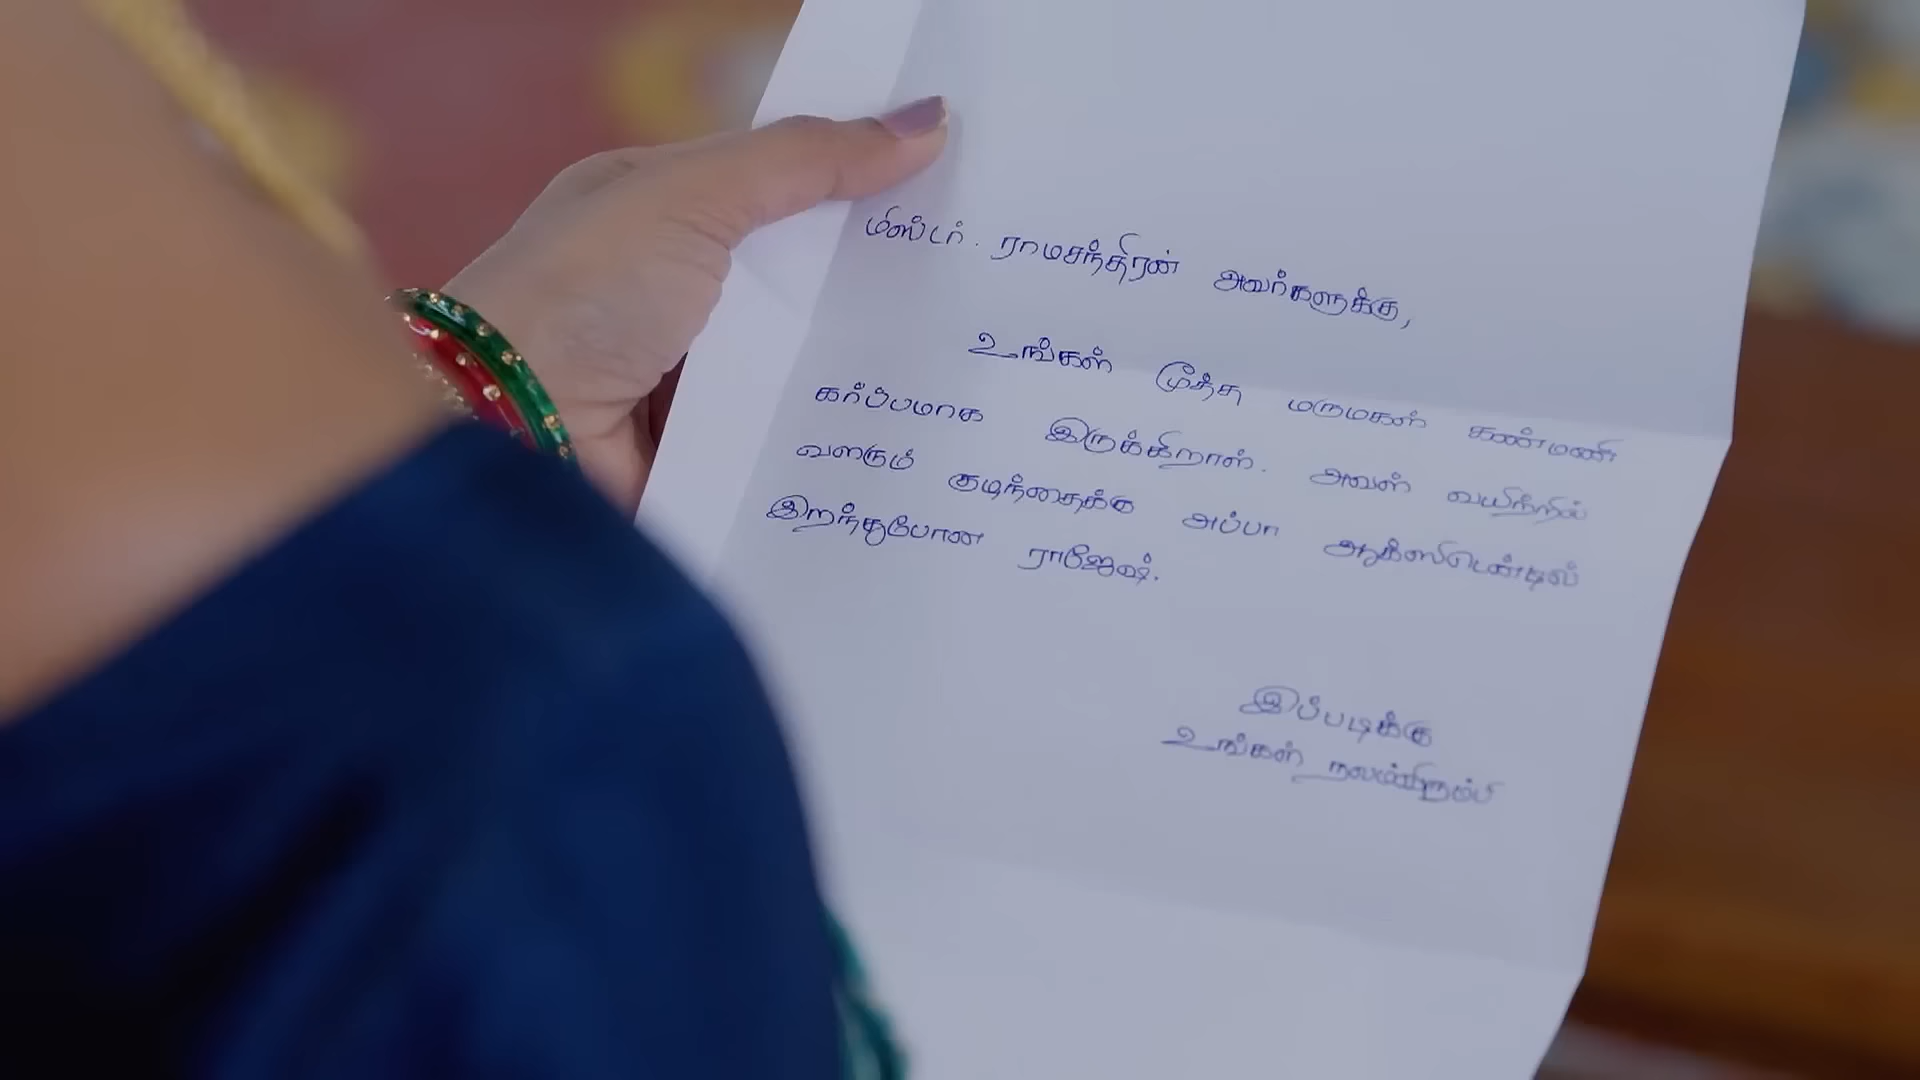 மிஸ்டர். ராமசந்திரன் அவர்களுக்கு,
உங்கள் மூத்த மருமகள் கண்மணி
கர்ப்பமாக இருக்கிறாள். அவள் வயிற்றில்
வளரும் குழந்தைக்கு அப்பா ஆக்ஸிடெண்டில்
இறந்துபோன ராஜேஷ்.
இப்படிக்கு
உங்கள் நலம்விரும்பி